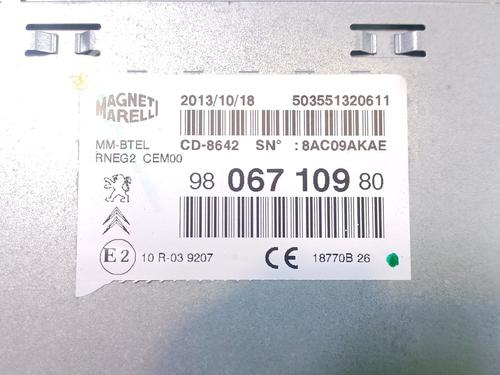 MAGNETI
MARELLI
2013/10/18 503551320611
MM-BTEL CD-8642 SN° :8AC09AKAE
RNEG2 CEM00
98 067 109 80
E2 10 R-03 9207 CE 18770B 26